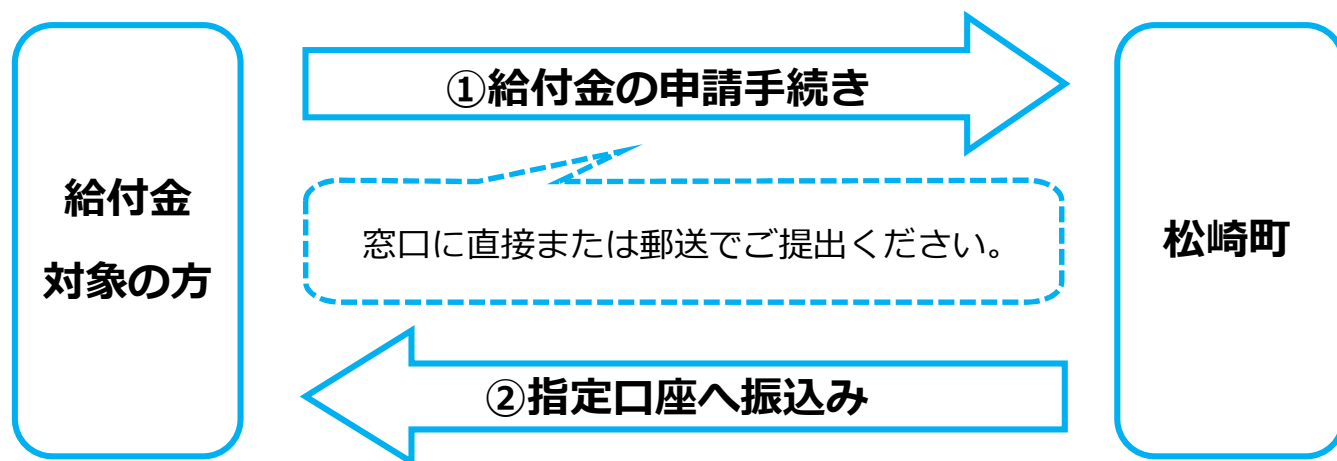 給付金
対象の方
①給付金の申請手続き
窓口に直接または郵送でご提出ください。
②指定口座へ振込み
松崎町